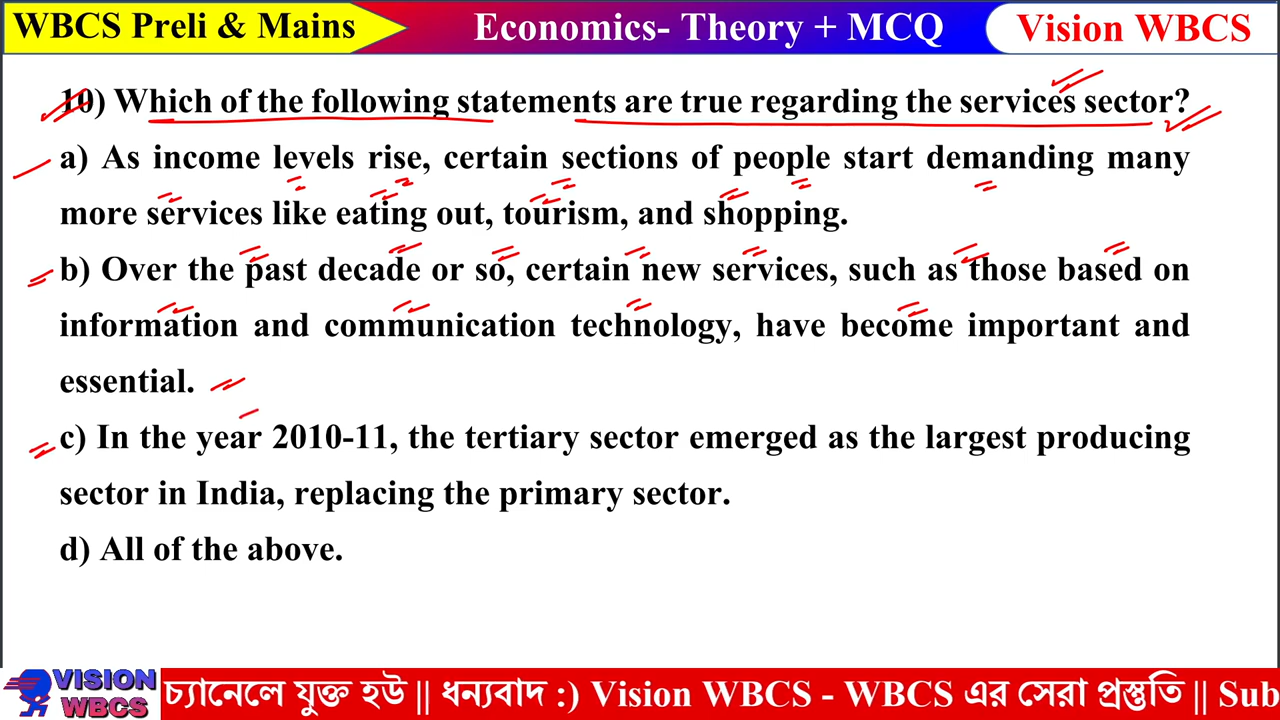 WBCS Preli & Mains
Economics- Theory + MCQ
Vision WBCS
10) Which of the following statements are true regarding the services sector?
a) As income levels rise, certain sections of people start demanding many
more services like eating out, tourism, and shopping.
b) Over the past decade or so, certain new services, such as those based on
information and communication technology, have become important and
essential.
c) In the year 2010-11, the tertiary sector emerged as the largest producing
sector in India, replacing the primary sector.
d) All of the above.
VISION
WBCS
চ্যানেলে যুক্ত হউ || ধন্যবাদ :) Vision WBCS - WBCS এর সেরা প্রস্তুতি || Sub